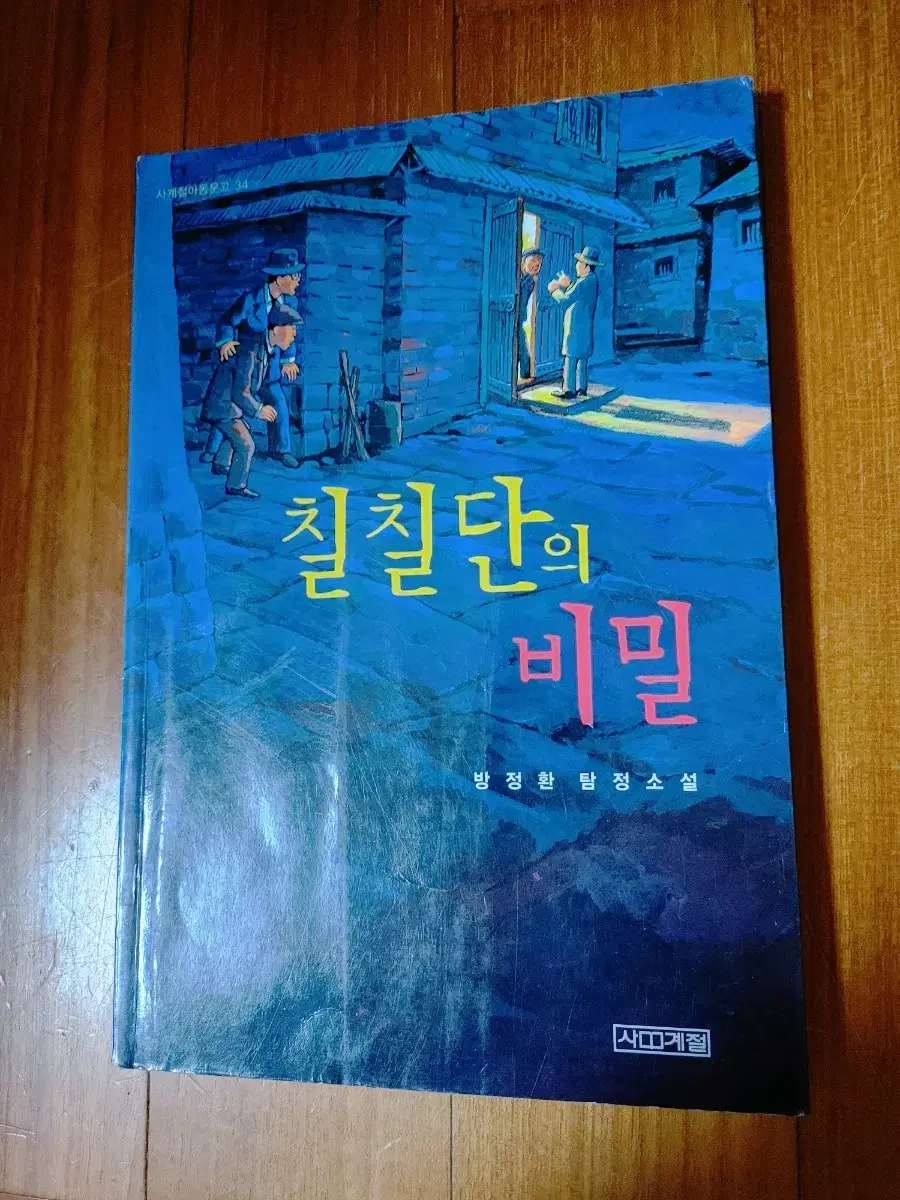 사계절아동문고 34
칠칠단의
비밀
방정환 탐정소설
사계절